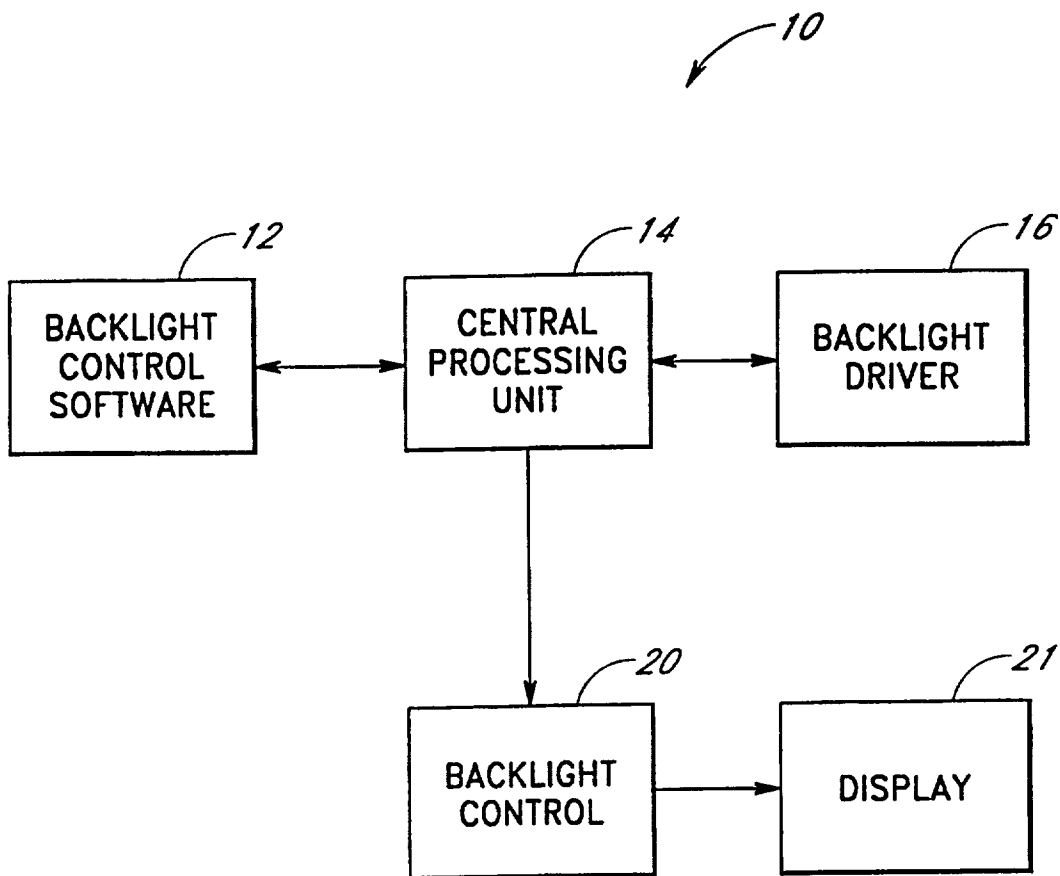 10
12
14
16
BACKLIGHT
CONTROL
SOFTWARE
CENTRAL
PROCESSING
UNIT
BACKLIGHT
DRIVER
20
21
BACKLIGHT
CONTROL
DISPLAY